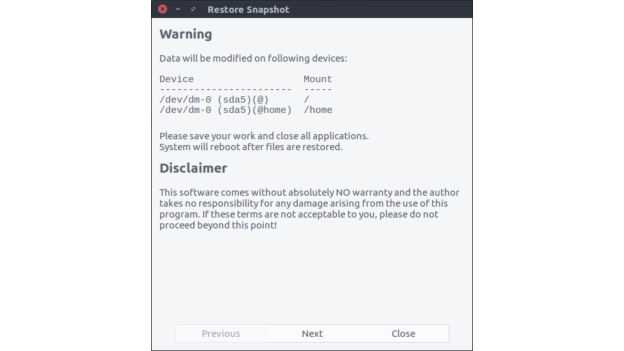 Restore Snapshot
Warning
Data will be modified on following devices:
Device Mount
----------------------- -----
/dev/dm-0 (sda5)(@) /
/dev/dm-0 (sda5)(@home) /home
Please save your work and close all applications.
System will reboot after files are restored.
Disclaimer
This software comes without absolutely NO warranty and the author
takes no responsibility for any damage arising from the use of this
program. If these terms are not acceptable to you, please do not
proceed beyond this point!
Previous Next Close